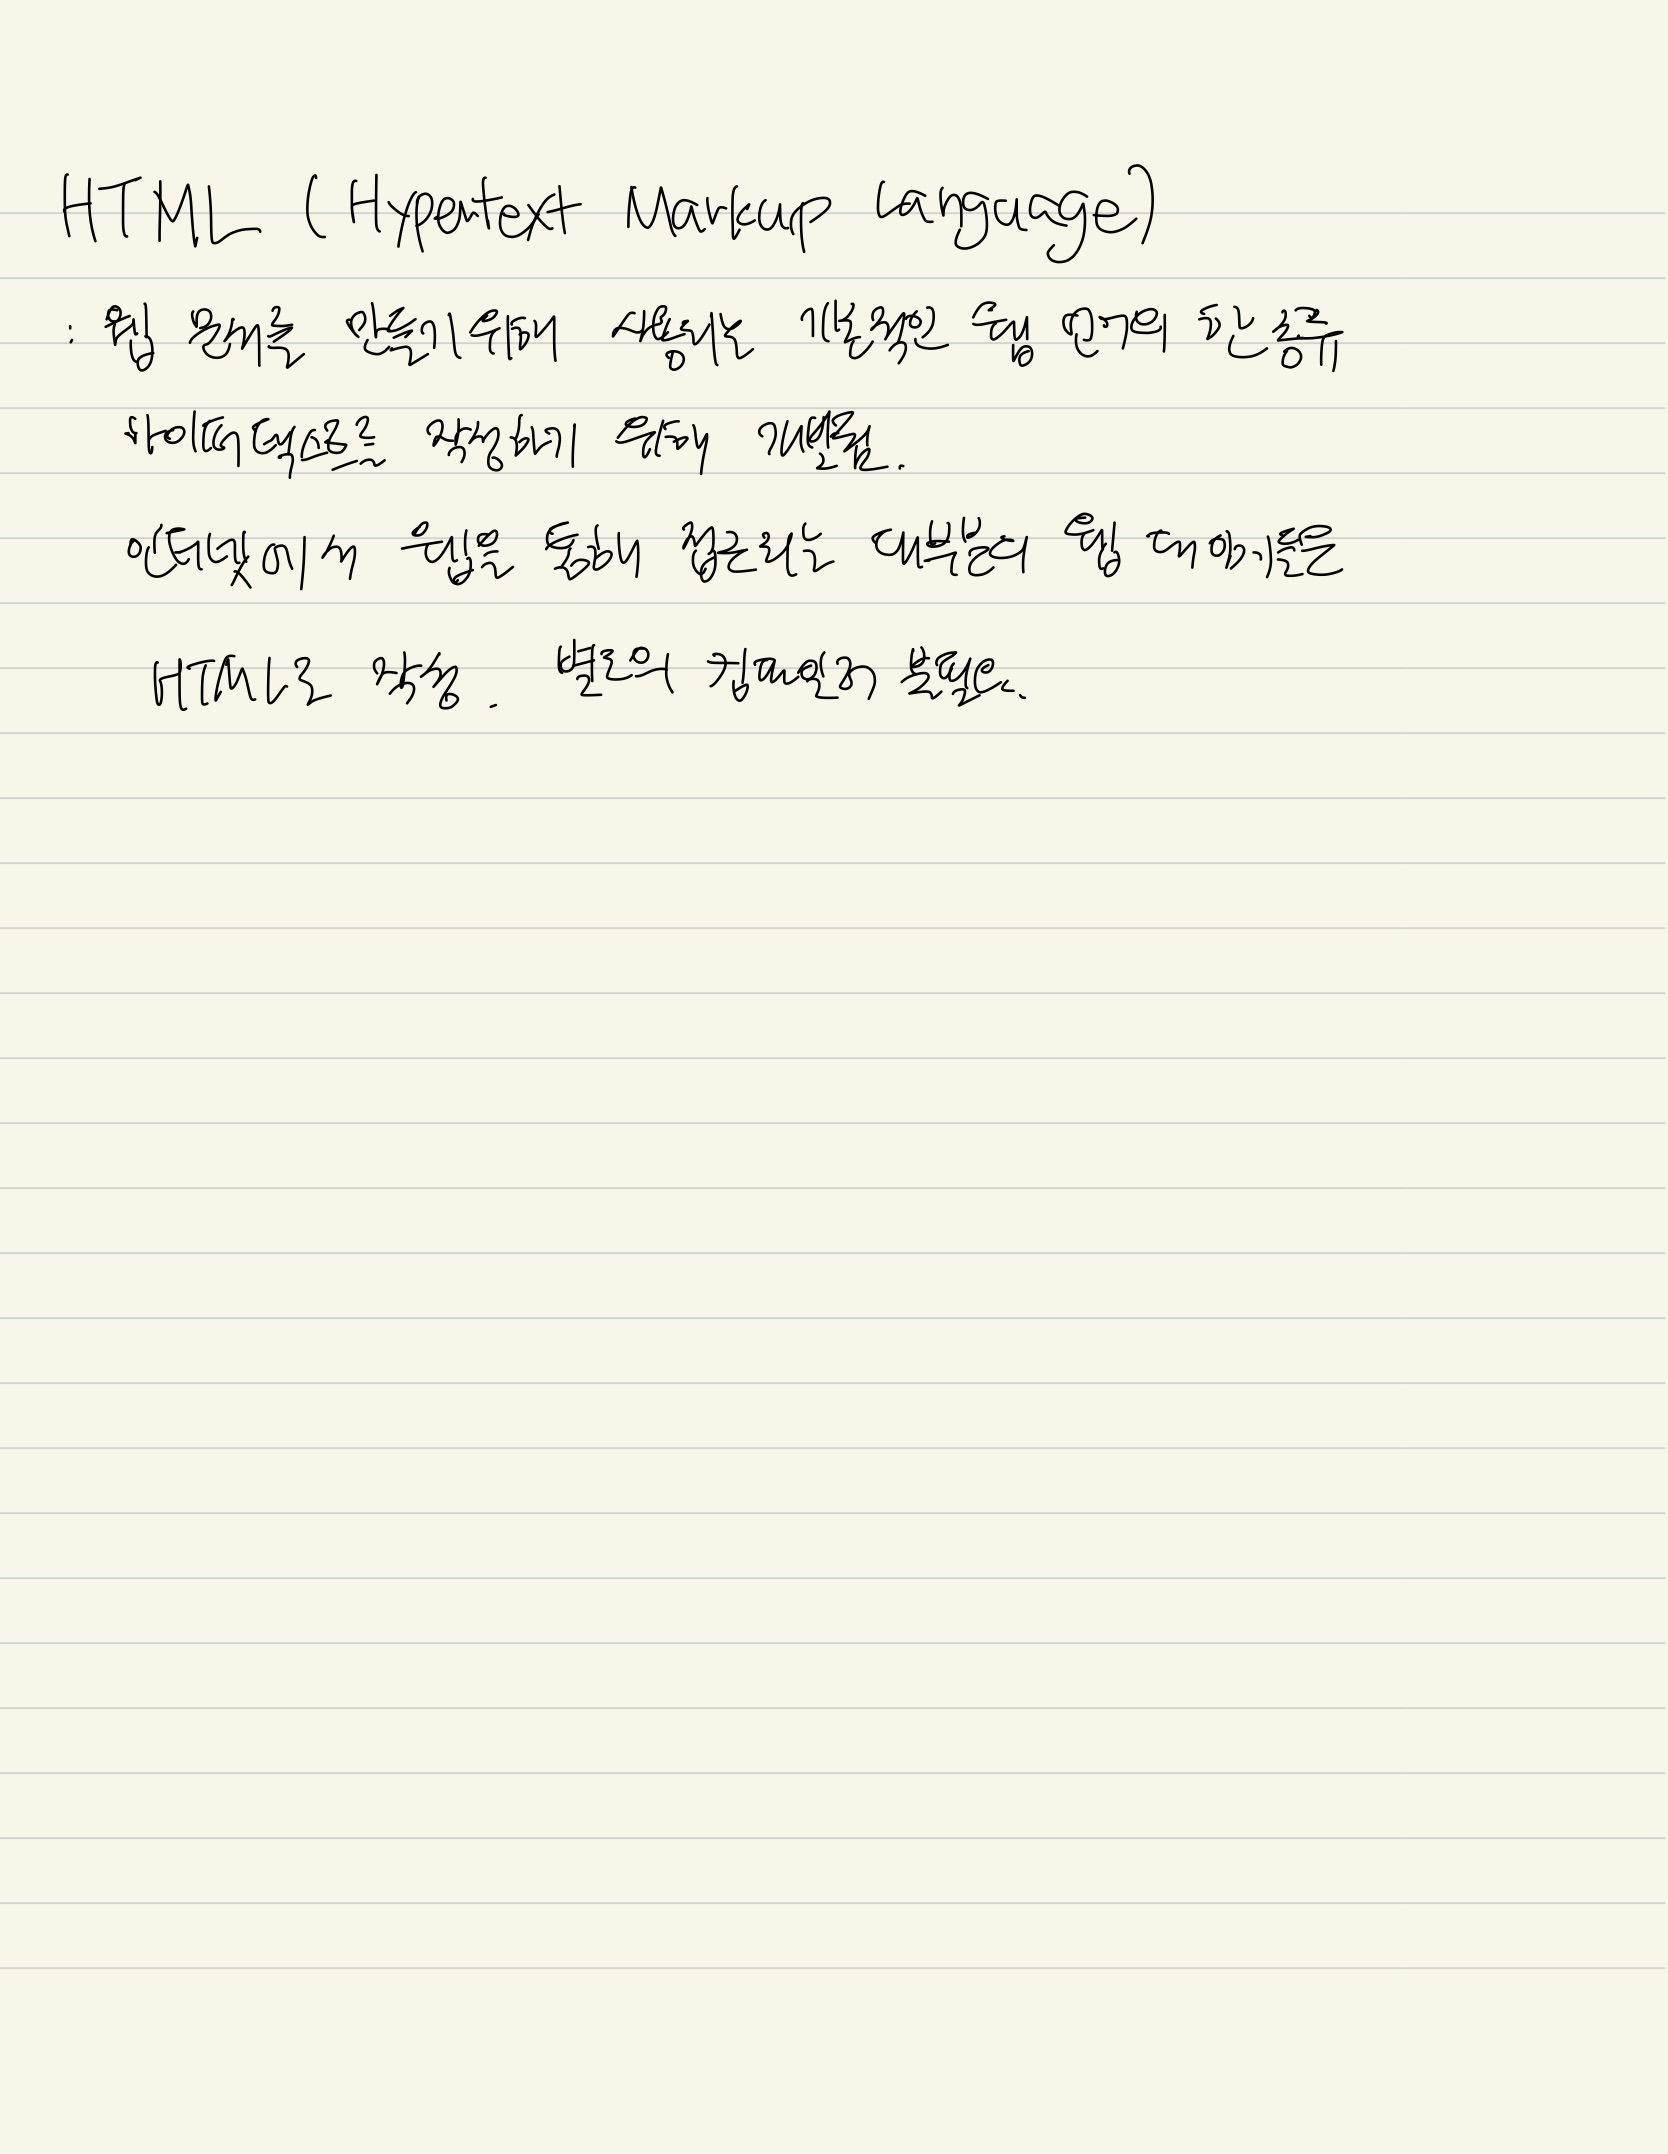 HTML (Hypertext Markup Language)
: 웹 문서를 만들기위해 사용되는 기본적인 웹 언어의 한 종류
하이퍼텍스트를 작성하기 위해 개발됨.
인터넷에서 웹을 통해 접근되는 대부분의 웹 페이지들은
HTML로 작성. 별도의 컴파일러 불필요.